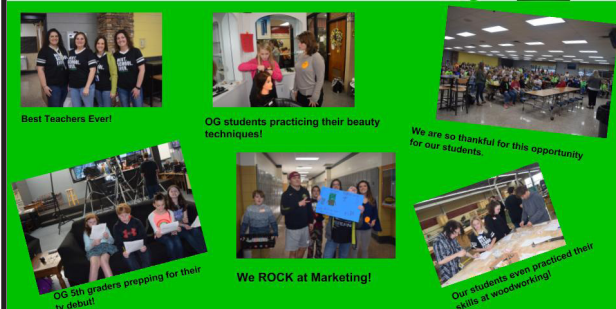 Best Teachers Ever!
OG students practicing their beauty
techniques!
We are so thankful for this opportunity
for our students.
OG 5th graders prepping for their
tv debut!
We ROCK at Marketing!
Our students even practiced their
skills at woodworking!